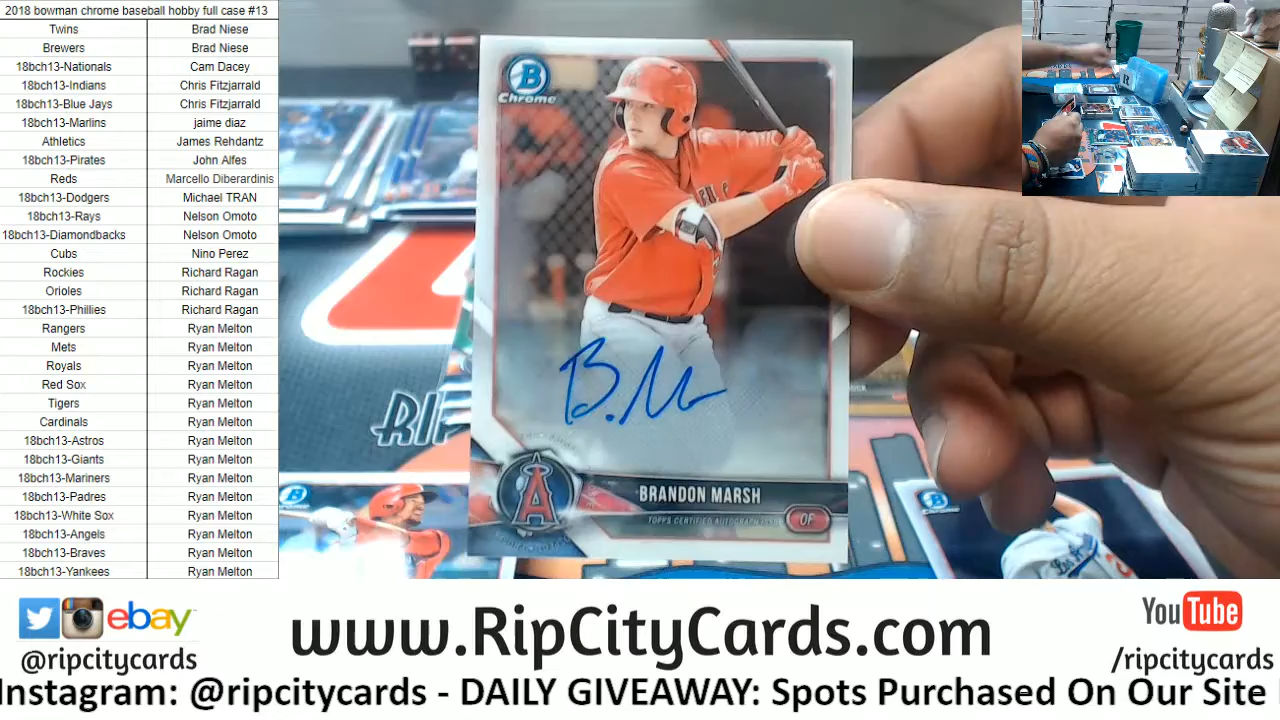 2018 bowman chrome baseball hobby full case #13
Twins Brad Niese
Brewers Brad Niese
18bch13-Nationals Cam Dacey
18bch13-Indians Chris Fitzjarrald
18bch13-Blue Jays Chris Fitzjarrald
18bch13-Marlins jaime diaz
Athletics James Rehdantz
18bch13-Pirates John Alfes
Reds Marcello Diberardinis
18bch13-Dodgers Michael TRAN
18bch13-Rays Nelson Omoto
18bch13-Diamondbacks Nelson Omoto
Cubs Nino Perez
Rockies Richard Ragan
Orioles Richard Ragan
18bch13-Phillies Richard Ragan
Rangers Ryan Melton
Mets Ryan Melton
Royals Ryan Melton
Red Sox Ryan Melton
Tigers Ryan Melton
Cardinals Ryan Melton
18bch13-Astros Ryan Melton
18bch13-Giants Ryan Melton
18bch13-Mariners Ryan Melton
18bch13-Padres Ryan Melton
18bch13-White Sox Ryan Melton
18bch13-Angels Ryan Melton
18bch13-Braves Ryan Melton
18bch13-Yankees Ryan Melton
B
Chrome
B. M
RIP
A
BRANDON MARSH
TOPPS CERTIFIED AUTOGRAPH ISSUE
OF
B
B
Los A
ebay
@ripcitycards
www.RipCityCards.com
YouTube
/ripcitycards
Instagram: @ripcitycards - DAILY GIVEAWAY: Spots Purchased On Our Site